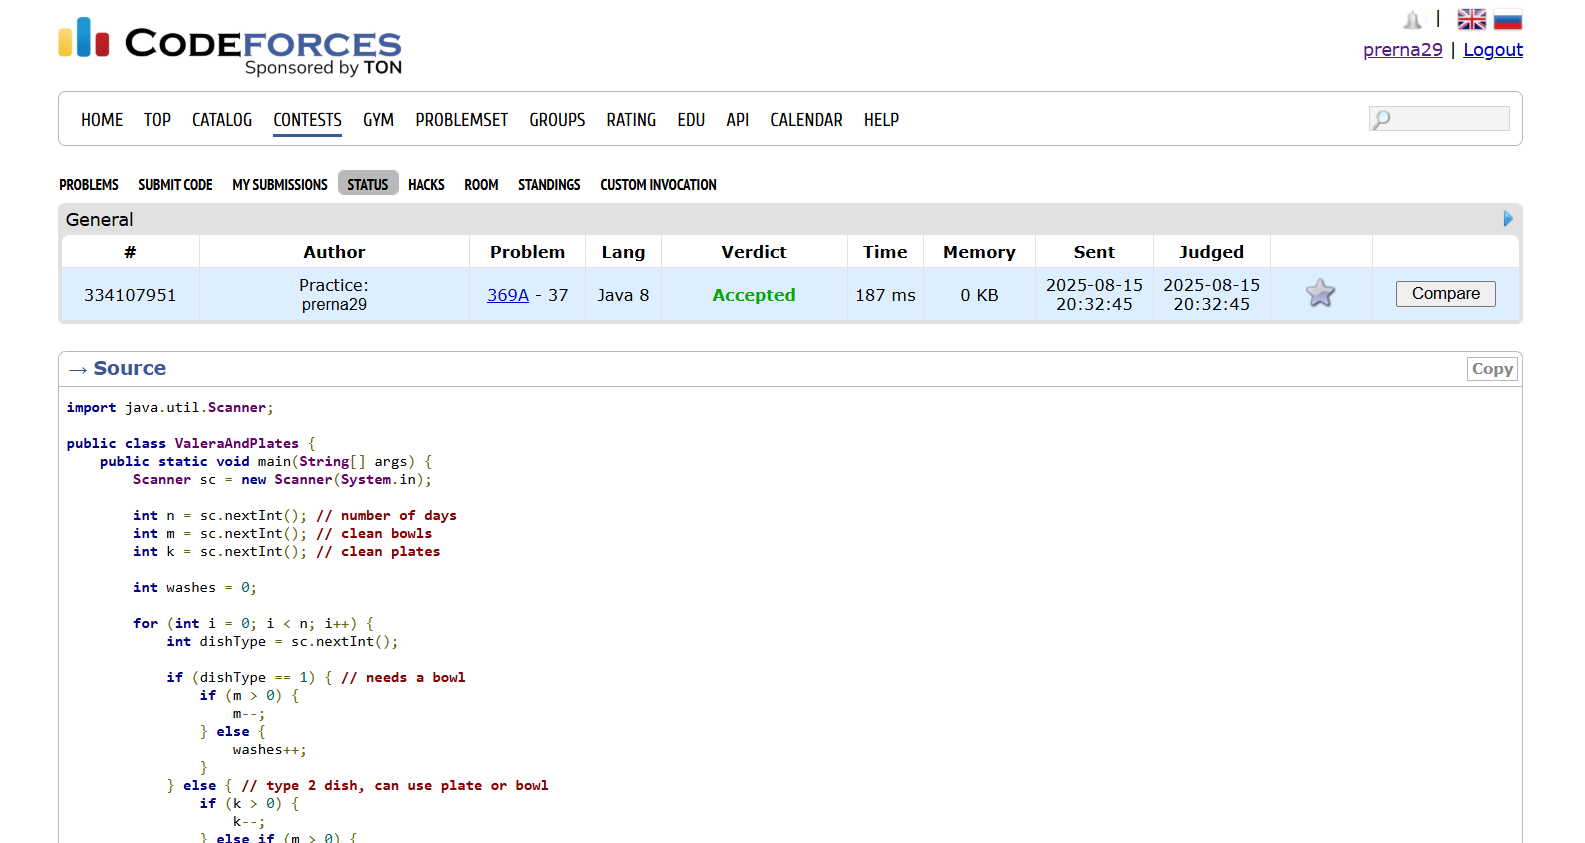 CODEFORCES
Sponsored by TON
|
prerna29 | Logout
HOME TOP CATALOG CONTESTS GYM PROBLEMSET GROUPS RATING EDU API CALENDAR HELP
PROBLEMS SUBMIT CODE MY SUBMISSIONS STATUS HACKS ROOM STANDINGS CUSTOM INVOCATION
General
# Author Problem Lang Verdict Time Memory Sent Judged
334107951 Practice: prerna29 369A - 37 Java 8 Accepted 187 ms 0 KB 2025-08-15 20:32:45 2025-08-15 20:32:45 Compare
→ Source Copy
import java.util.Scanner;
public class ValeraAndPlates {
    public static void main(String[] args) {
        Scanner sc = new Scanner(System.in);
        int n = sc.nextInt(); // number of days
        int m = sc.nextInt(); // clean bowls
        int k = sc.nextInt(); // clean plates
        int washes = 0;
        for (int i = 0; i < n; i++) {
            int dishType = sc.nextInt();
            if (dishType == 1) { // needs a bowl
                if (m > 0) {
                    m--;
                } else {
                    washes++;
                }
            } else { // type 2 dish, can use plate or bowl
                if (k > 0) {
                    k--;
                } else if (m > 0) {